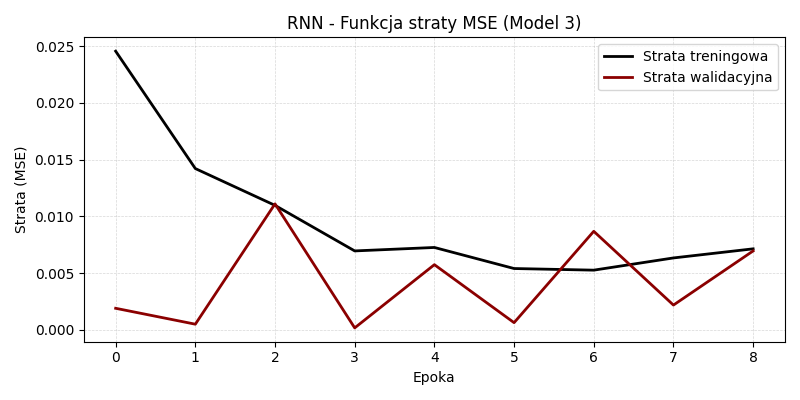 RNN - Funkcja straty MSE (Model 3)
Strata treningowa
Strata walidacyjna
Strata (MSE)
0.025
0.020
0.015
0.010
0.005
0.000
0 1 2 3 4 5 6 7 8
Epoka